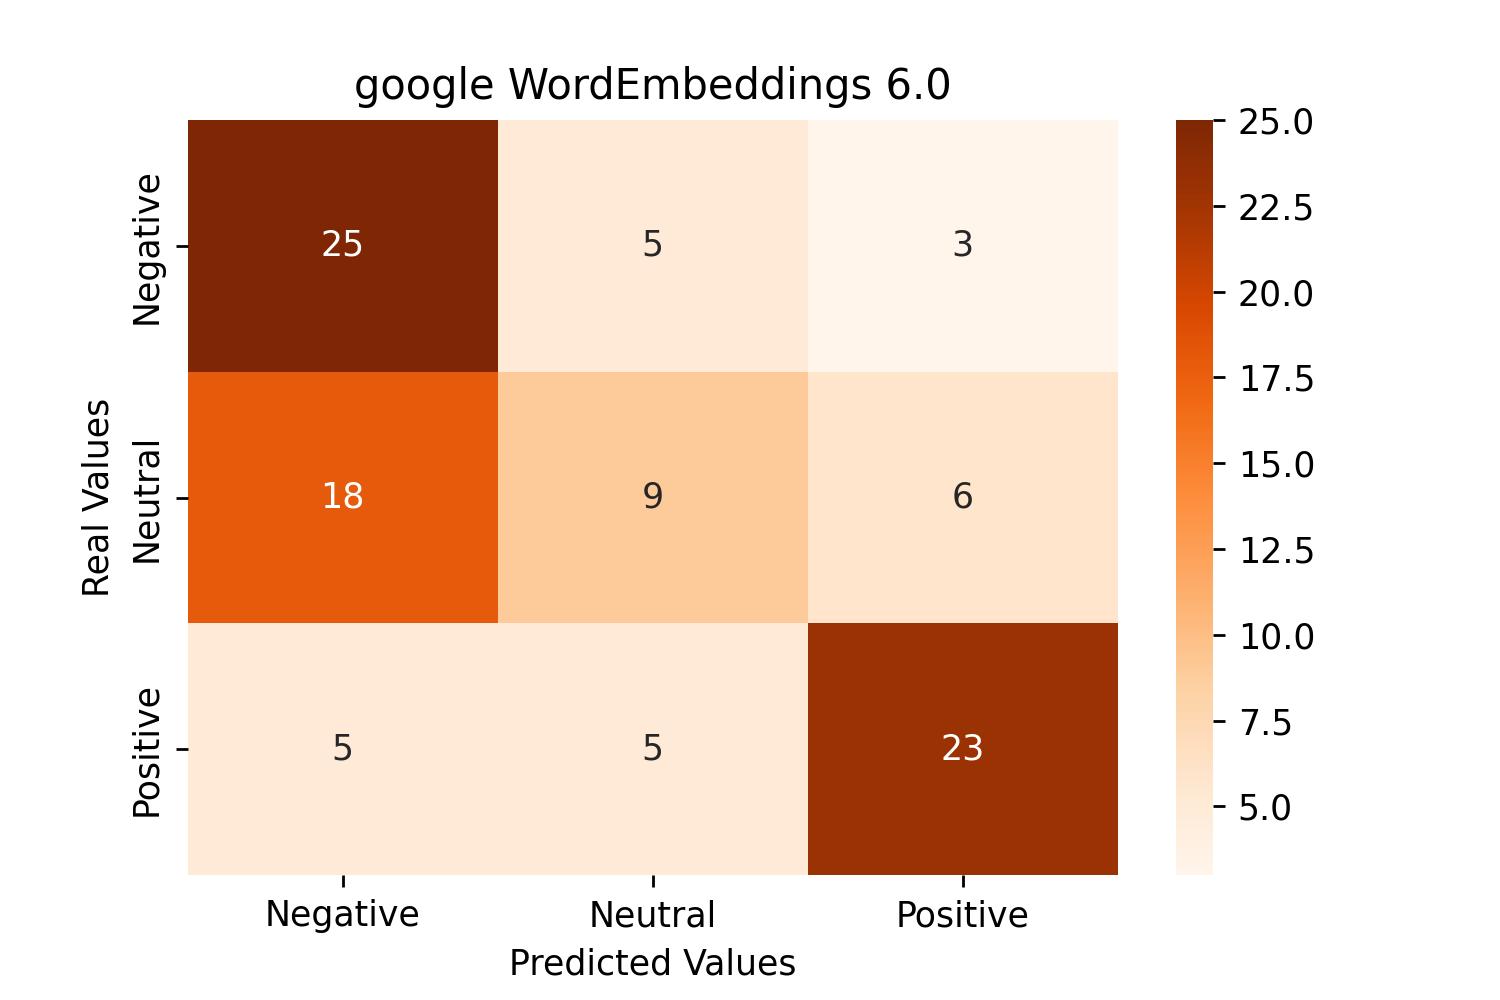 google WordEmbeddings 6.0
Real Values
Negative
25 5 3
Neutral
18 9 6
Positive
5 5 23
Negative Neutral Positive
Predicted Values
25.0
22.5
20.0
17.5
15.0
12.5
10.0
7.5
5.0